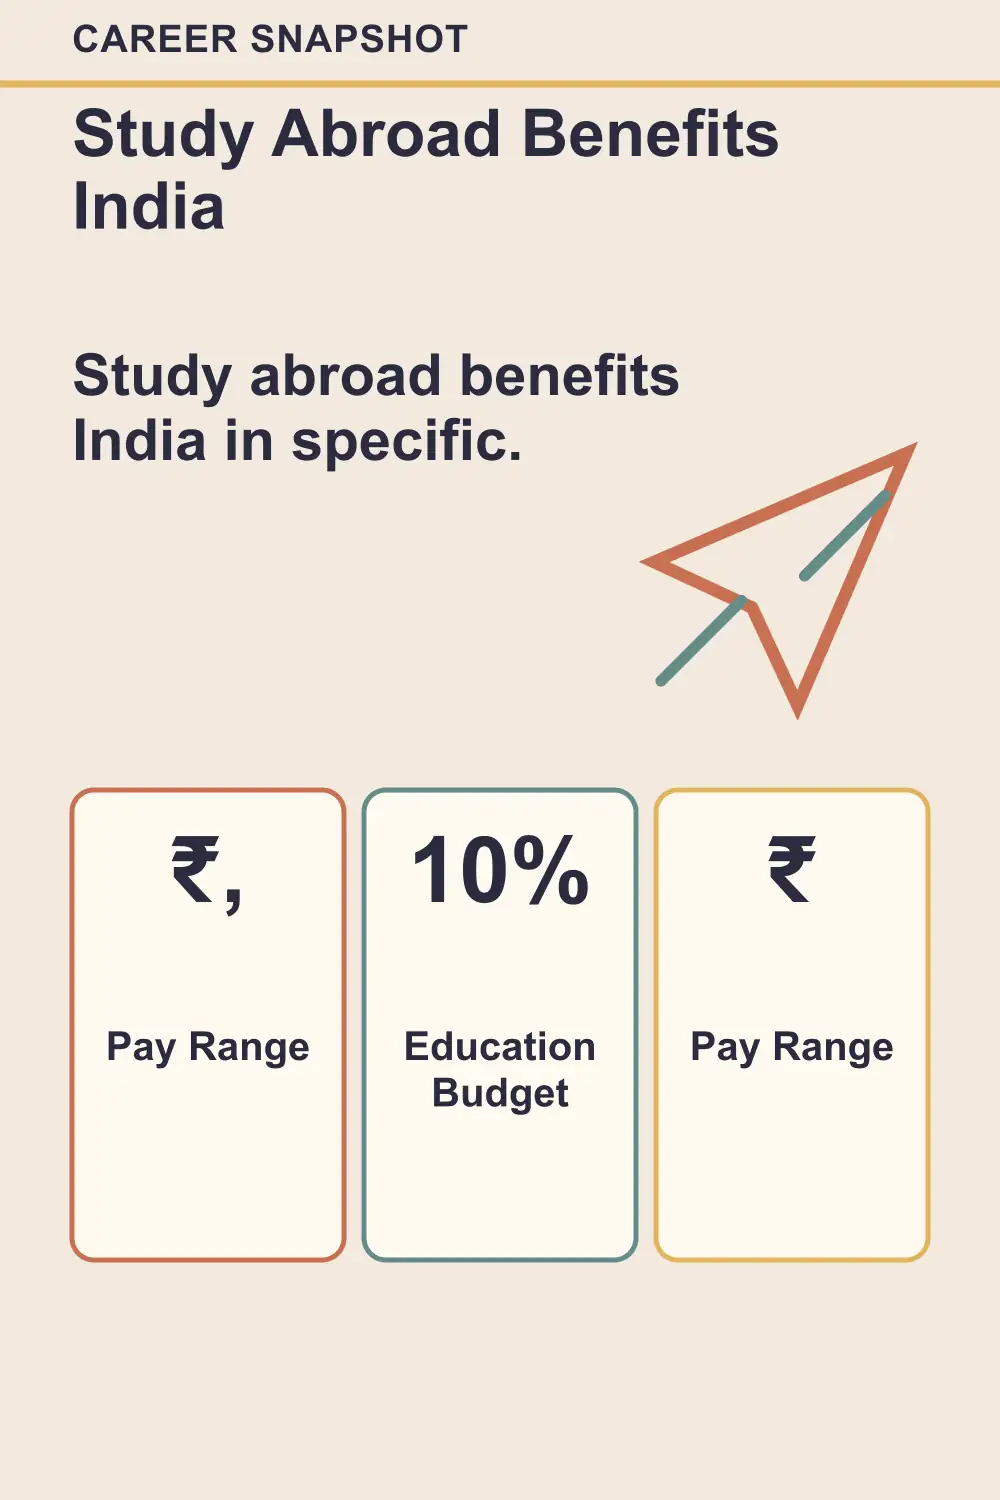 CAREER SNAPSHOT
Study Abroad Benefits
India
Study abroad benefits
India in specific.
₹,
10%
₹
Pay Range
Education
Budget
Pay Range